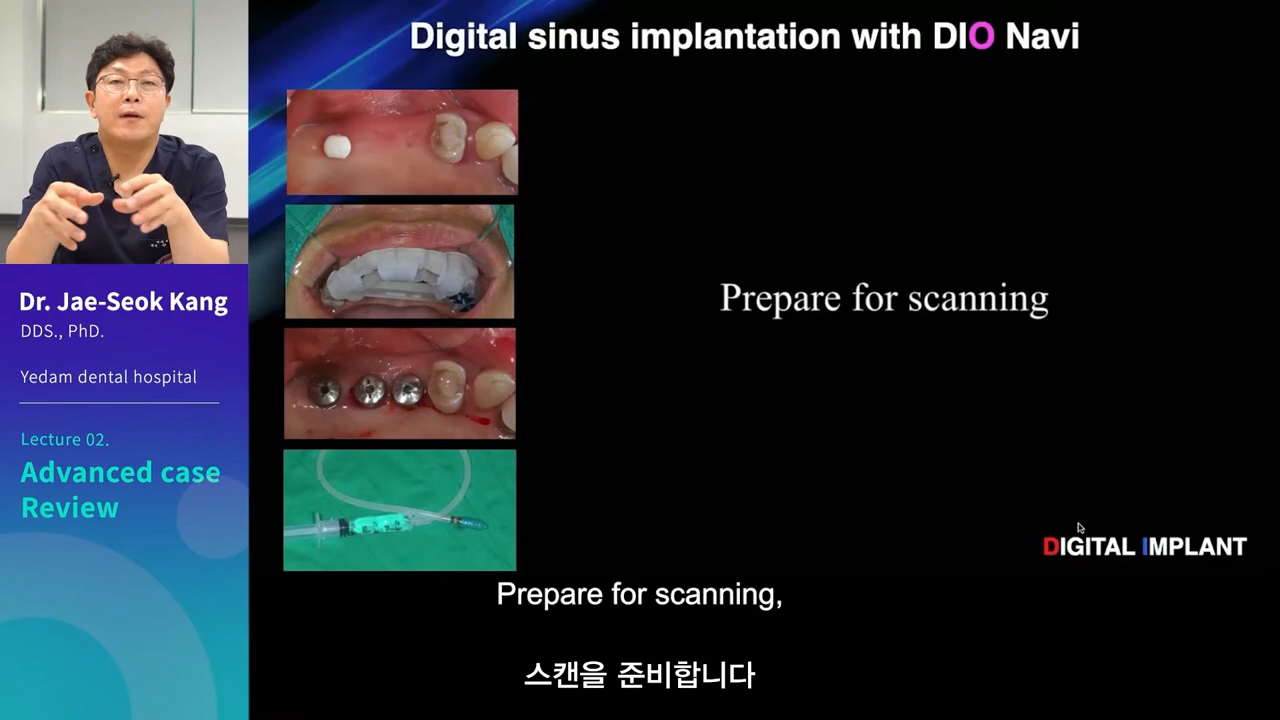 Digital sinus implantation with DIO Navi
Dr. Jae-Seok Kang
DDS., PhD.
Yedam dental hospital
Lecture 02.
Advanced case
Review
Prepare for scanning
DIGITAL IMPLANT
Prepare for scanning,
스캔을 준비합니다